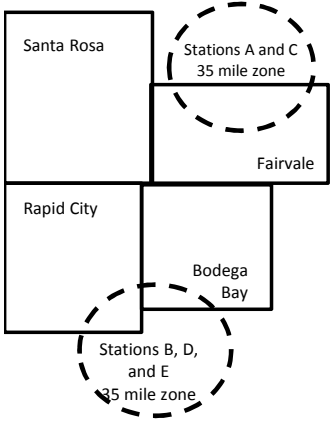 Santa Rosa
Stations A and C
35 mile zone
Fairvale
Rapid City
Bodega
Bay
Stations B, D,
and E
35 mile zone